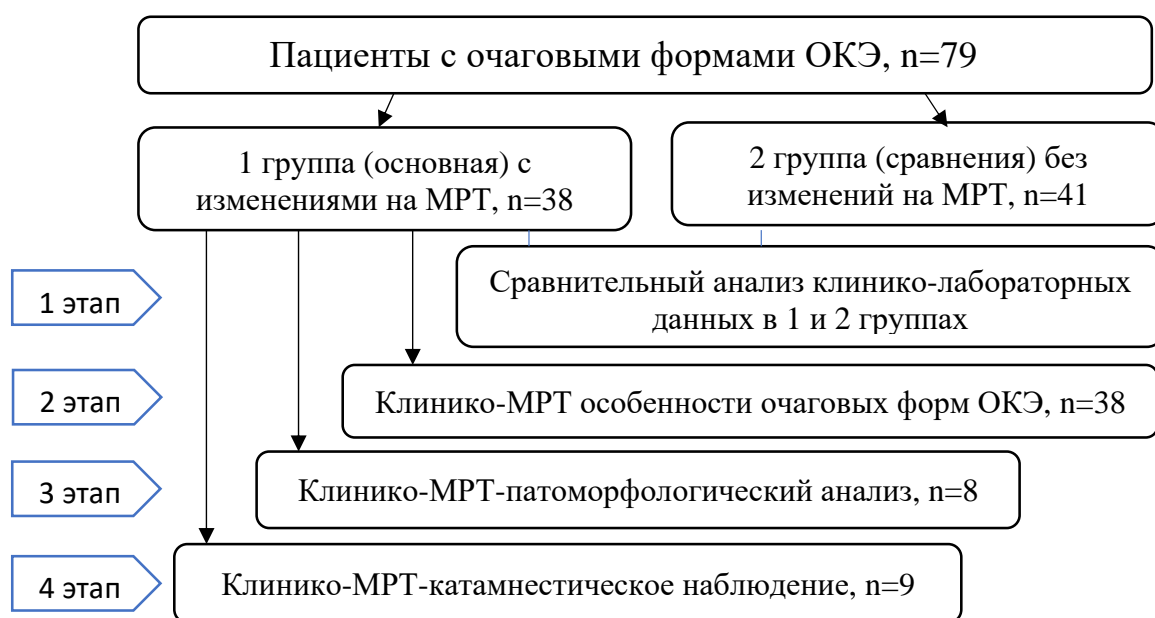 Пациенты с очаговыми формами ОКЭ, n=79
1 группа (основная) с
изменениями на МРТ, n=38
2 группа (сравнения) без
изменений на МРТ, n=41
1 этап
Сравнительный анализ клинико-лабораторных
данных в 1 и 2 группах
2 этап
Клинико-МРТ особенности очаговых форм ОКЭ, n=38
3 этап
Клинико-МРТ-патоморфологический анализ, n=8
4 этап
Клинико-МРТ-катамнестическое наблюдение, n=9